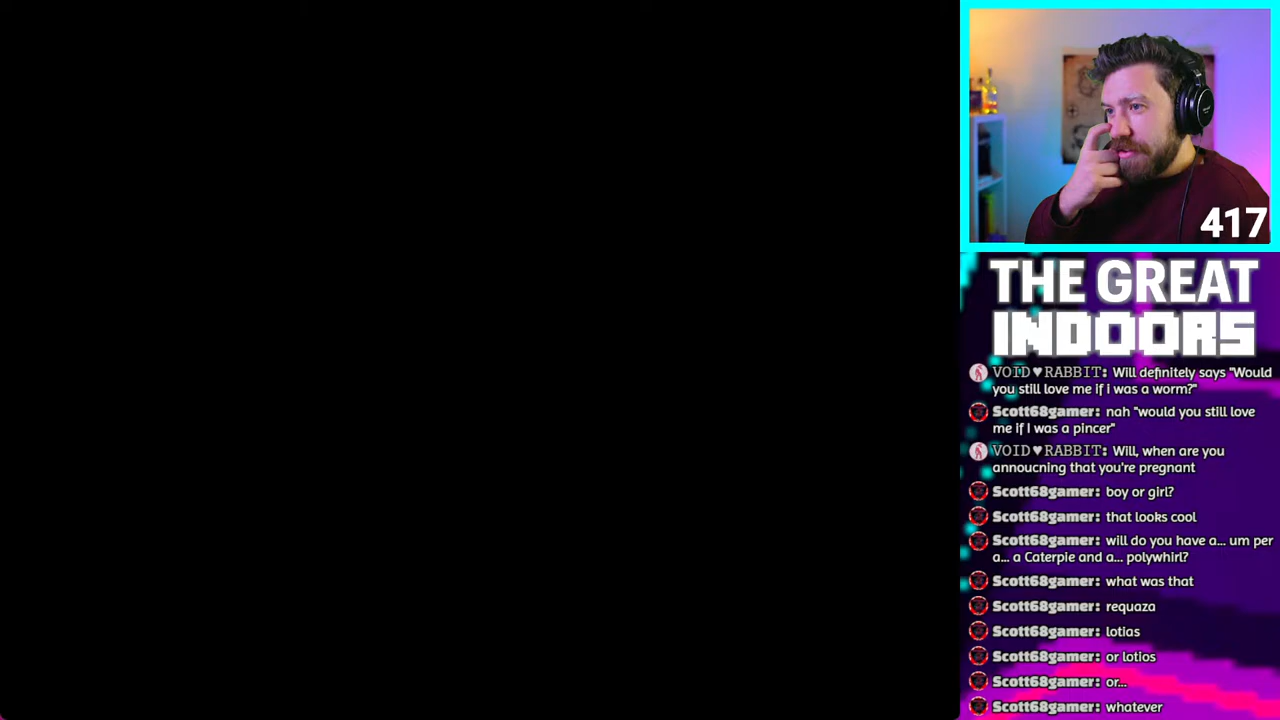 417
THE GREAT
INDOORS
VOID♥RABBIT: Will definitely says "Would
you still love me if i was a worm?"
Scott68gamer: nah "would you still love
me if I was a pincer"
VOID♥RABBIT: Will, when are you
annoucning that you're pregnant
Scott68gamer: boy or girl?
Scott68gamer: that looks cool
Scott68gamer: will do you have a... um per
a... a Caterpie and a... polywhirl?
Scott68gamer: what was that
Scott68gamer: requaza
Scott68gamer: lotias
Scott68gamer: or lotios
Scott68gamer: or...
Scott68gamer: whatever